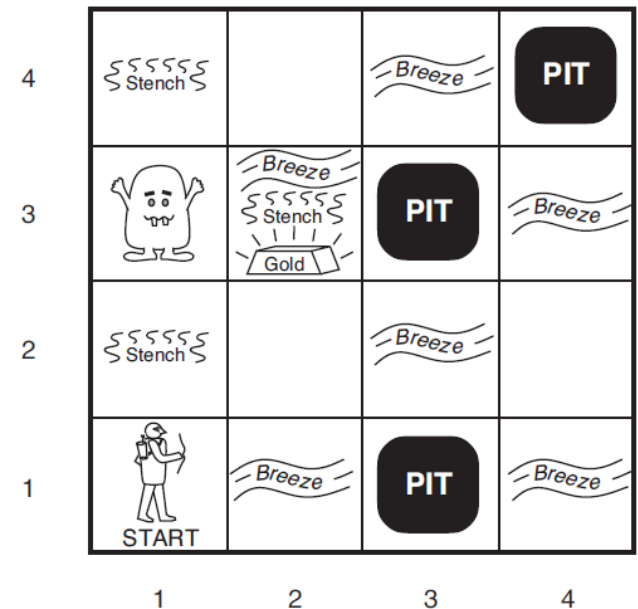 4
Stench
Breeze
PIT
3
Breeze
Stench
Gold
PIT
Breeze
2
Stench
Breeze
1
START
Breeze
PIT
Breeze
1 2 3 4